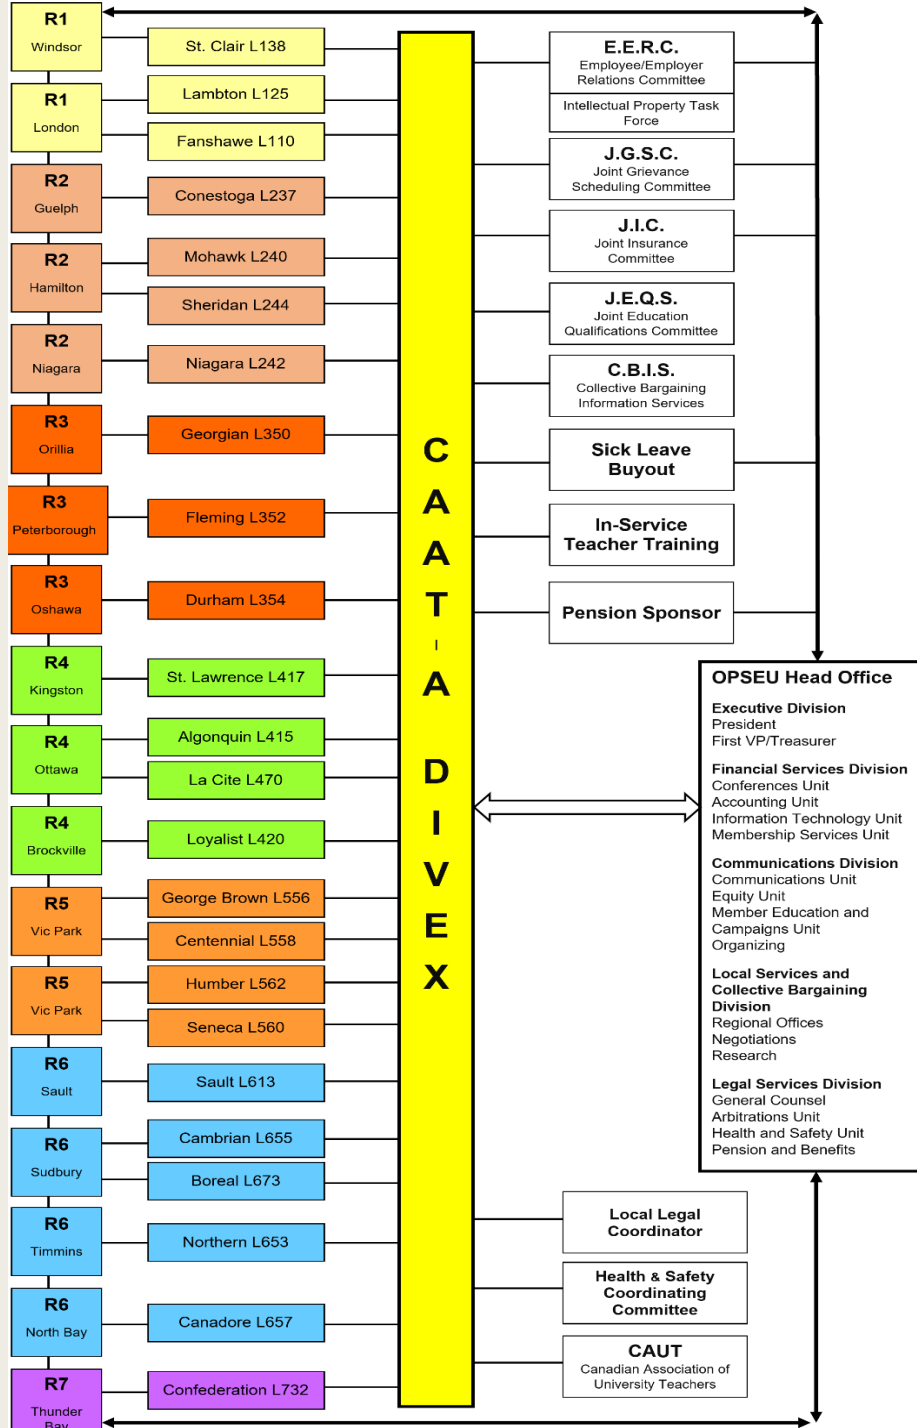 R1
Windsor
R1
London
R2
Guelph
R2
Hamilton
R2
Niagara
R3
Orillia
R3
Peterborough
R3
Oshawa
R4
Kingston
R4
Ottawa
R4
Brockville
R5
Vic Park
R5
Vic Park
R6
Sault
R6
Sudbury
R6
Timmins
R6
North Bay
R7
Thunder
Bay
St. Clair L138
Lambton L125
Fanshawe L110
Conestoga L237
Mohawk L240
Sheridan L244
Niagara L242
Georgian L350
Fleming L352
Durham L354
St. Lawrence L417
Algonquin L415
La Cite L470
Loyalist L420
George Brown L556
Centennial L558
Humber L562
Seneca L560
Sault L613
Cambrian L655
Boreal L673
Northern L653
Canadore L657
Confederation L732
CAAT-A DIVEX
E.E.R.C.
Employee/Employer
Relations Committee
Intellectual Property Task
Force
J.G.S.C.
Joint Grievance
Scheduling Committee
J.I.C.
Joint Insurance
Committee
J.E.Q.S.
Joint Education
Qualifications Committee
C.B.I.S.
Collective Bargaining
Information Services
Sick Leave
Buyout
In-Service
Teacher Training
Pension Sponsor
OPSEU Head Office
Executive Division
President
First VP/Treasurer
Financial Services Division
Conferences Unit
Accounting Unit
Information Technology Unit
Membership Services Unit
Communications Division
Communications Unit
Equity Unit
Member Education and
Campaigns Unit
Organizing
Local Services and
Collective Bargaining
Division
Regional Offices
Negotiations
Research
Legal Services Division
General Counsel
Arbitrations Unit
Health and Safety Unit
Pension and Benefits
Local Legal
Coordinator
Health & Safety
Coordinating
Committee
CAUT
Canadian Association of
University Teachers